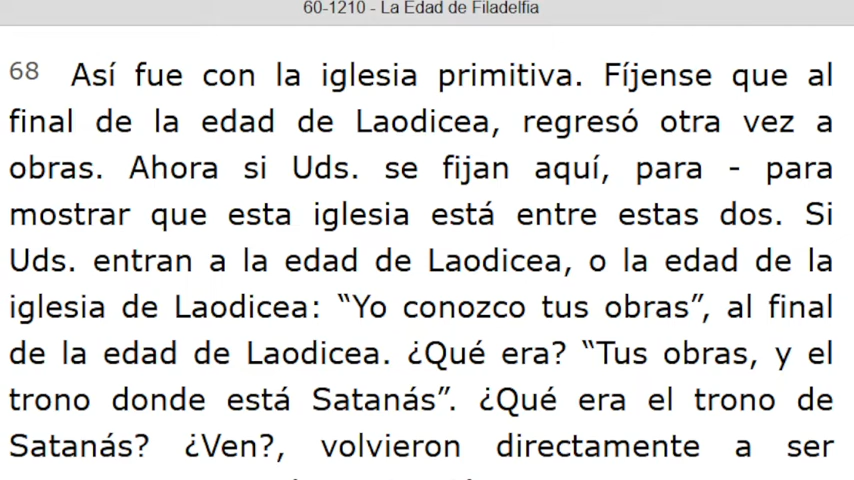 60-1210 - La Edad de Filadelfia
68 Así fue con la iglesia primitiva. Fíjense que al
final de la edad de Laodicea, regresó otra vez a
obras. Ahora si Uds. se fijan aquí, para - para
mostrar que esta iglesia está entre estas dos. Si
Uds. entran a la edad de Laodicea, o la edad de la
iglesia de Laodicea: “Yo conozco tus obras”, al final
de la edad de Laodicea. ¿Qué era? “Tus obras, y el
trono donde está Satanás”. ¿Qué era el trono de
Satanás? ¿Ven?, volvieron directamente a ser